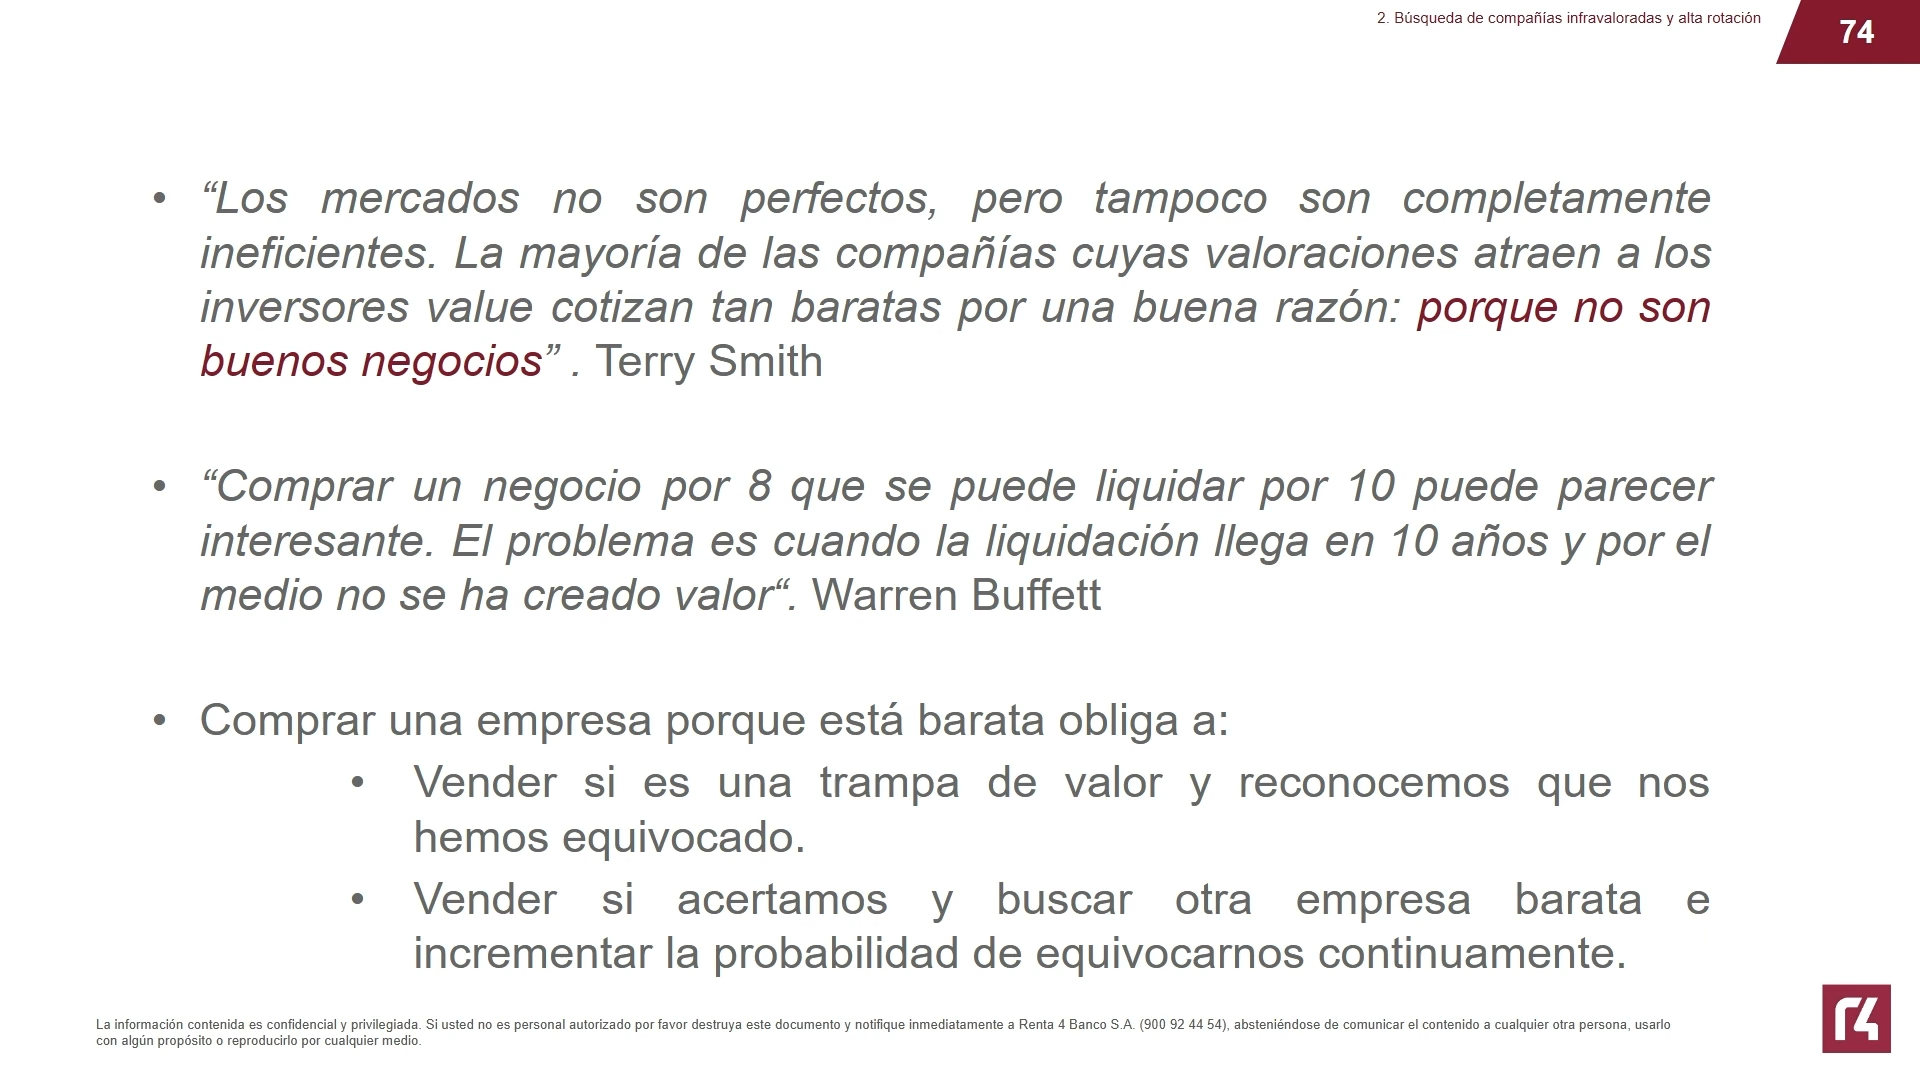 2. Búsqueda de compañías infravaloradas y alta rotación
74
• “Los mercados no son perfectos, pero tampoco son completamente
ineficientes. La mayoría de las compañías cuyas valoraciones atraen a los
inversores value cotizan tan baratas por una buena razón: porque no son
buenos negocios” . Terry Smith
• “Comprar un negocio por 8 que se puede liquidar por 10 puede parecer
interesante. El problema es cuando la liquidación llega en 10 años y por el
medio no se ha creado valor“. Warren Buffett
• Comprar una empresa porque está barata obliga a:
• Vender si es una trampa de valor y reconocemos que nos
hemos equivocado.
• Vender si acertamos y buscar otra empresa barata e
incrementar la probabilidad de equivocarnos continuamente.
La información contenida es confidencial y privilegiada. Si usted no es personal autorizado por favor destruya este documento y notifique inmediatamente a Renta 4 Banco S.A. (900 92 44 54), absteniéndose de comunicar el contenido a cualquier otra persona, usarlo
con algún propósito o reproducirlo por cualquier medio.
r4